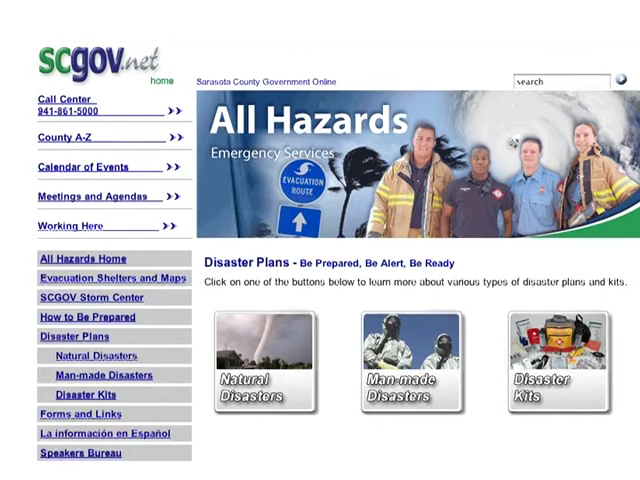 scgov.net
home
Sarasota County Government Online
search
Call Center
941-861-5000
County A-Z
Calendar of Events
Meetings and Agendas
Working Here
All Hazards
Emergency Services
EVACUATION
ROUTE
All Hazards Home
Evacuation Shelters and Maps
SCGOV Storm Center
How to Be Prepared
Disaster Plans
Natural Disasters
Man-made Disasters
Disaster Kits
Forms and Links
La información en Español
Speakers Bureau
Disaster Plans - Be Prepared, Be Alert, Be Ready
Click on one of the buttons below to learn more about various types of disaster plans and kits.
Natural
Disasters
Man-made
Disasters
Disaster
Kits